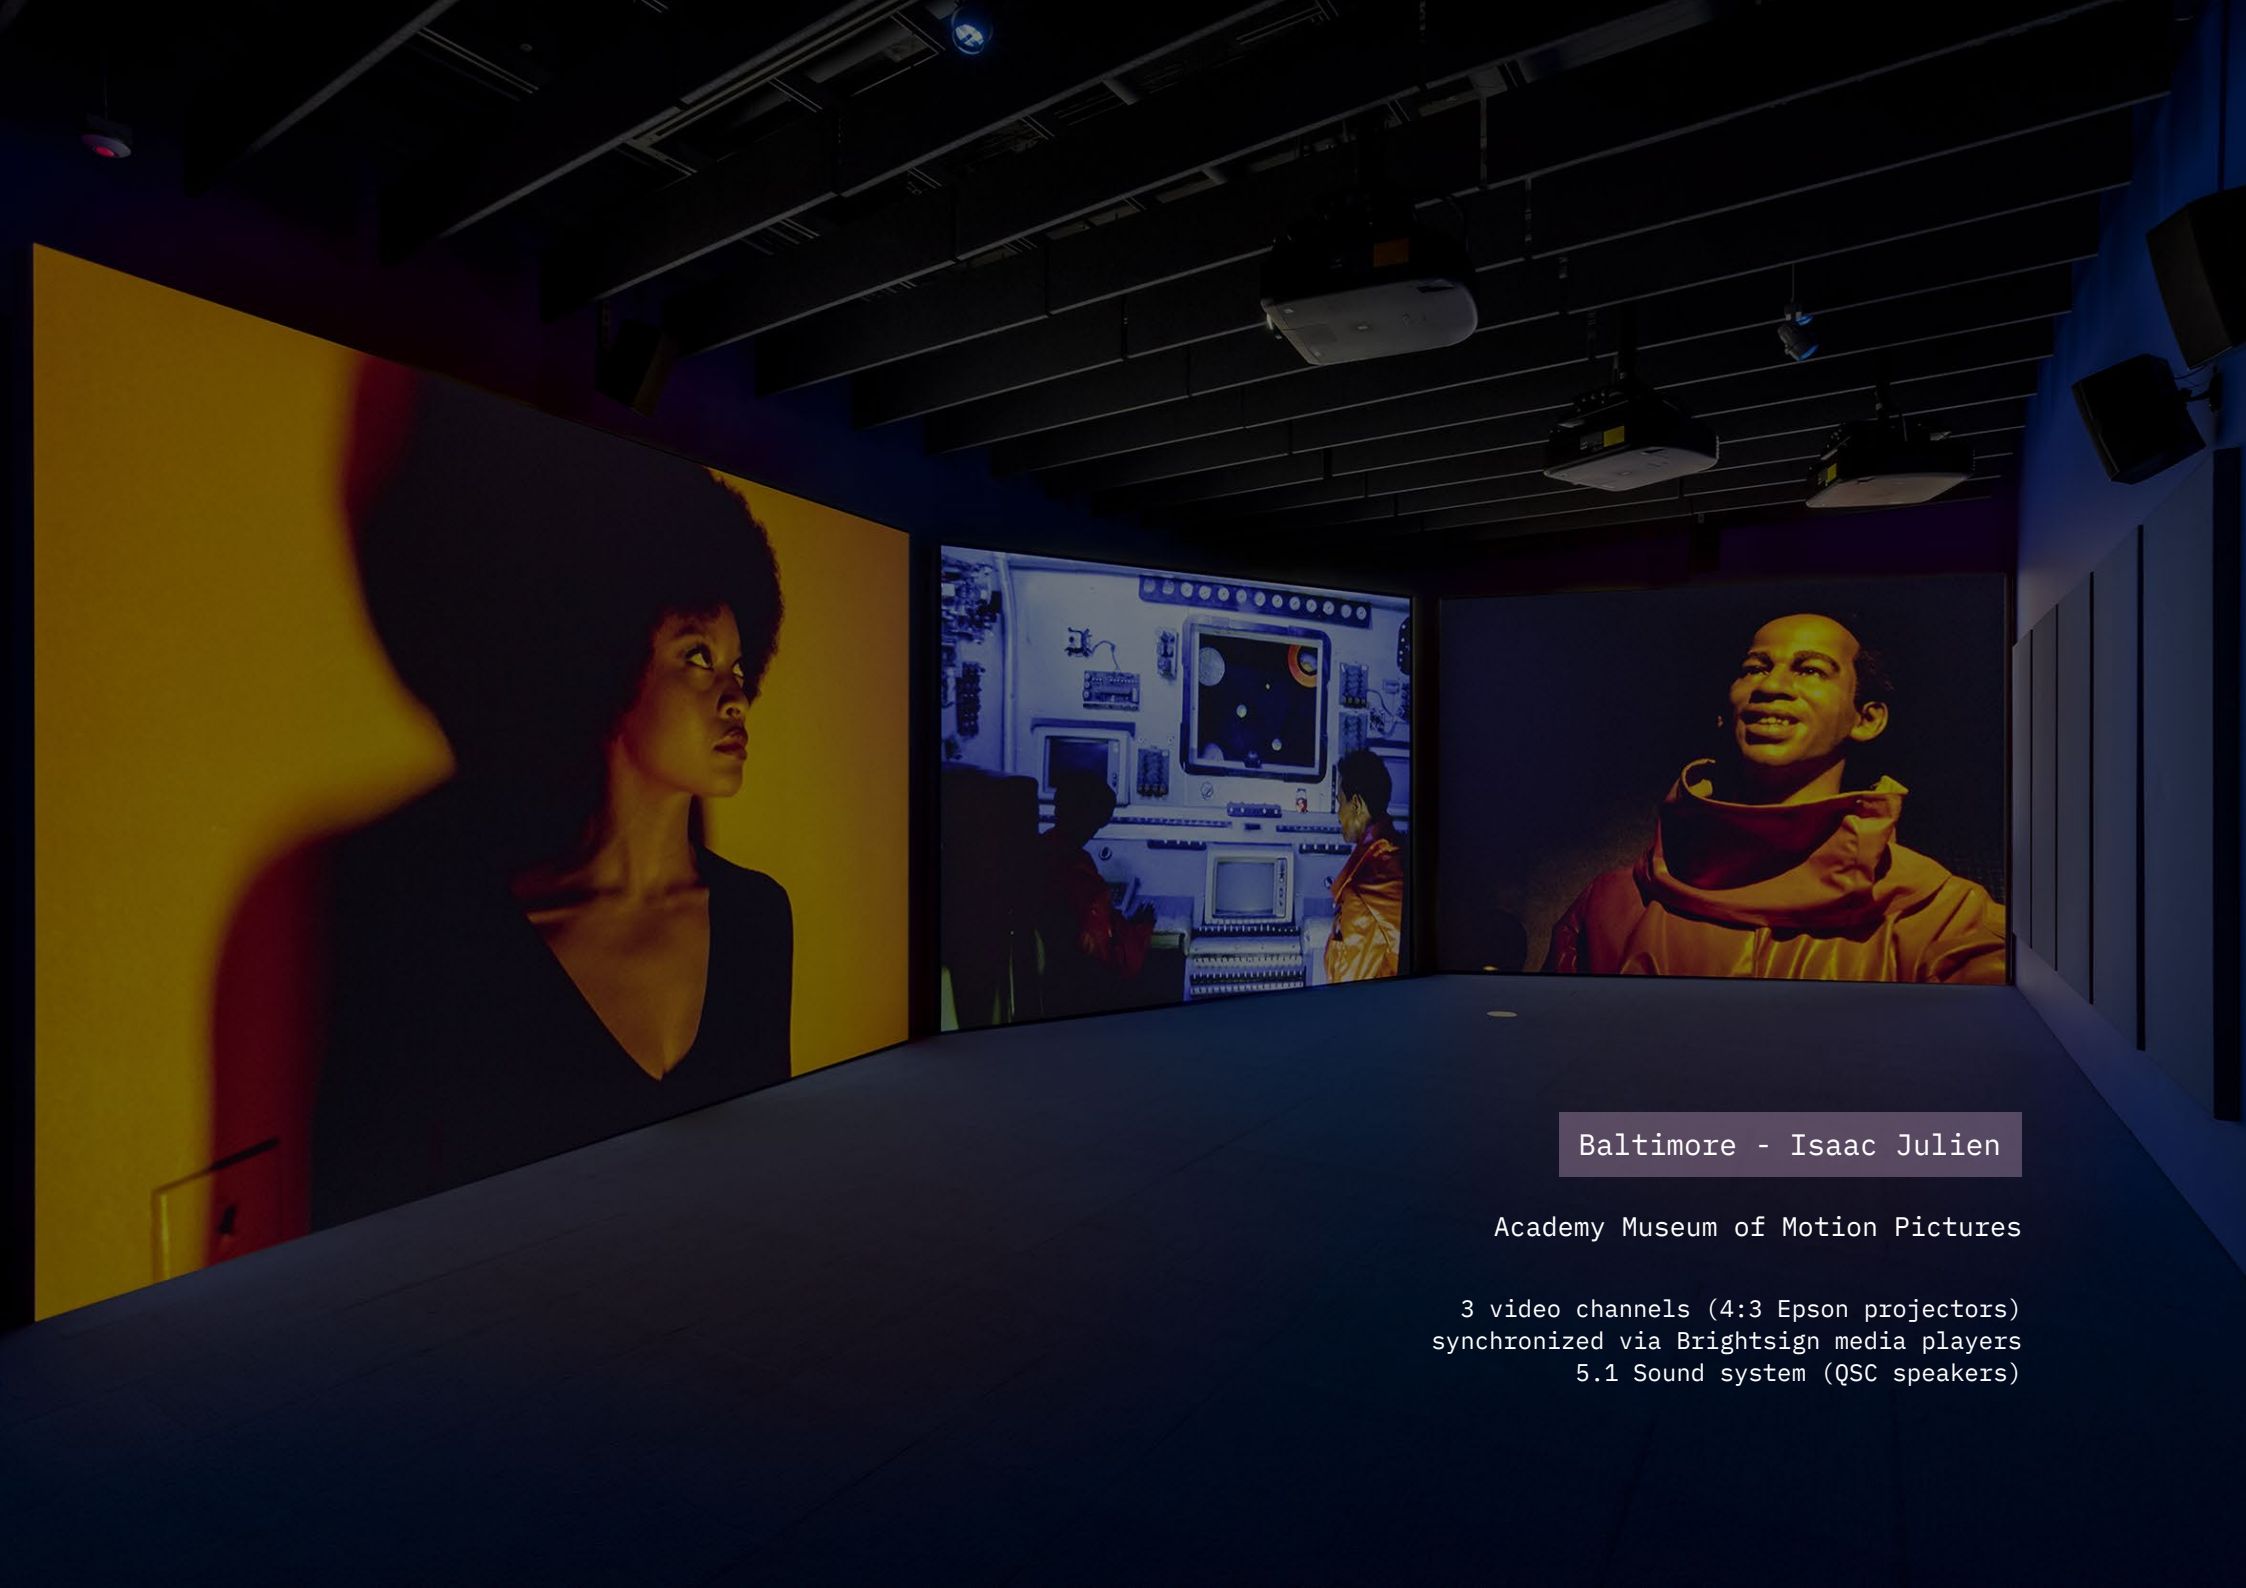 Baltimore - Isaac Julien
Academy Museum of Motion Pictures
3 video channels (4:3 Epson projectors)
synchronized via Brightsign media players
5.1 Sound system (QSC speakers)